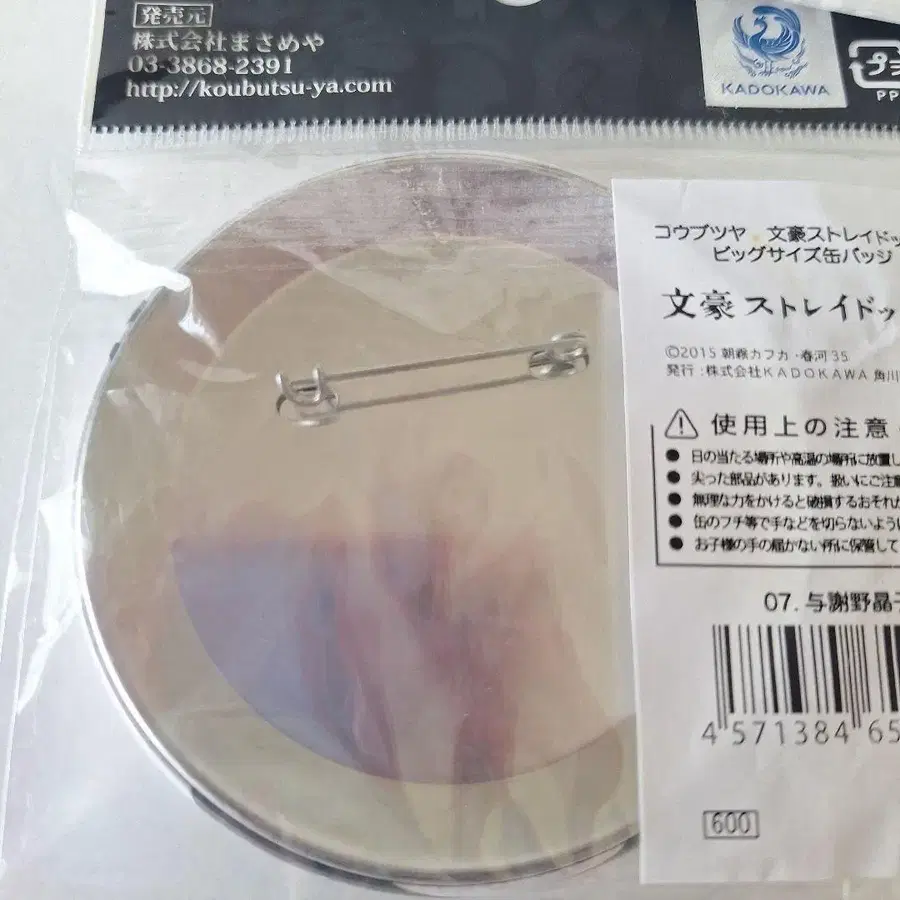 発売元
株式会社まさめや
03-3868-2391
http://koubutsu-ya.com
KADOKAWA
プラ
PP
コウブツヤ 文豪ストレイドッ
ビッグサイズ缶バッジ
文豪ストレイドッ
©2015 朝霧カフカ・春河35
発行:株式会社KADOKAWA 角川
使用上の注意
● 日の当たる場所や高温の場所に放置し
● 尖った部品があります。扱いにご注意
● 無理な力をかけると破損するおそれが
● 缶のフチ等で手などを切らないように
● お子様の手の届かない所に保管して
07. 与謝野晶子
4 571384 65
600